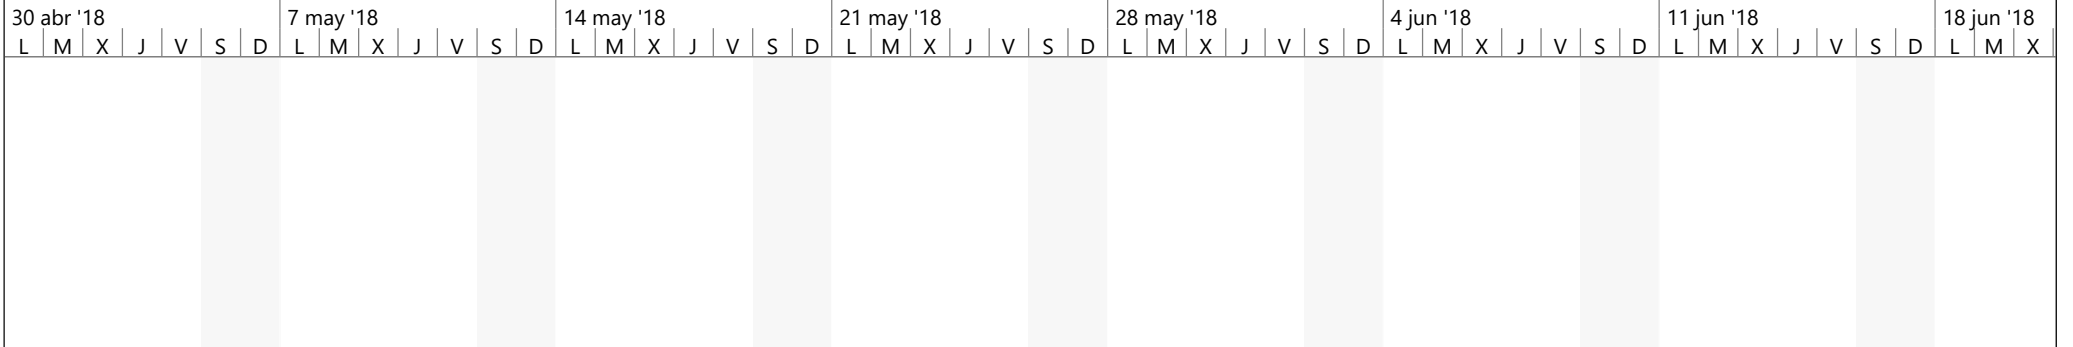 30 abr '18 7 may '18 14 may '18 21 may '18 28 may '18 4 jun '18 11 jun '18 18 jun '18
L M X J V S D L M X J V S D L M X J V S D L M X J V S D L M X J V S D L M X J V S D L M X J V S D L M X